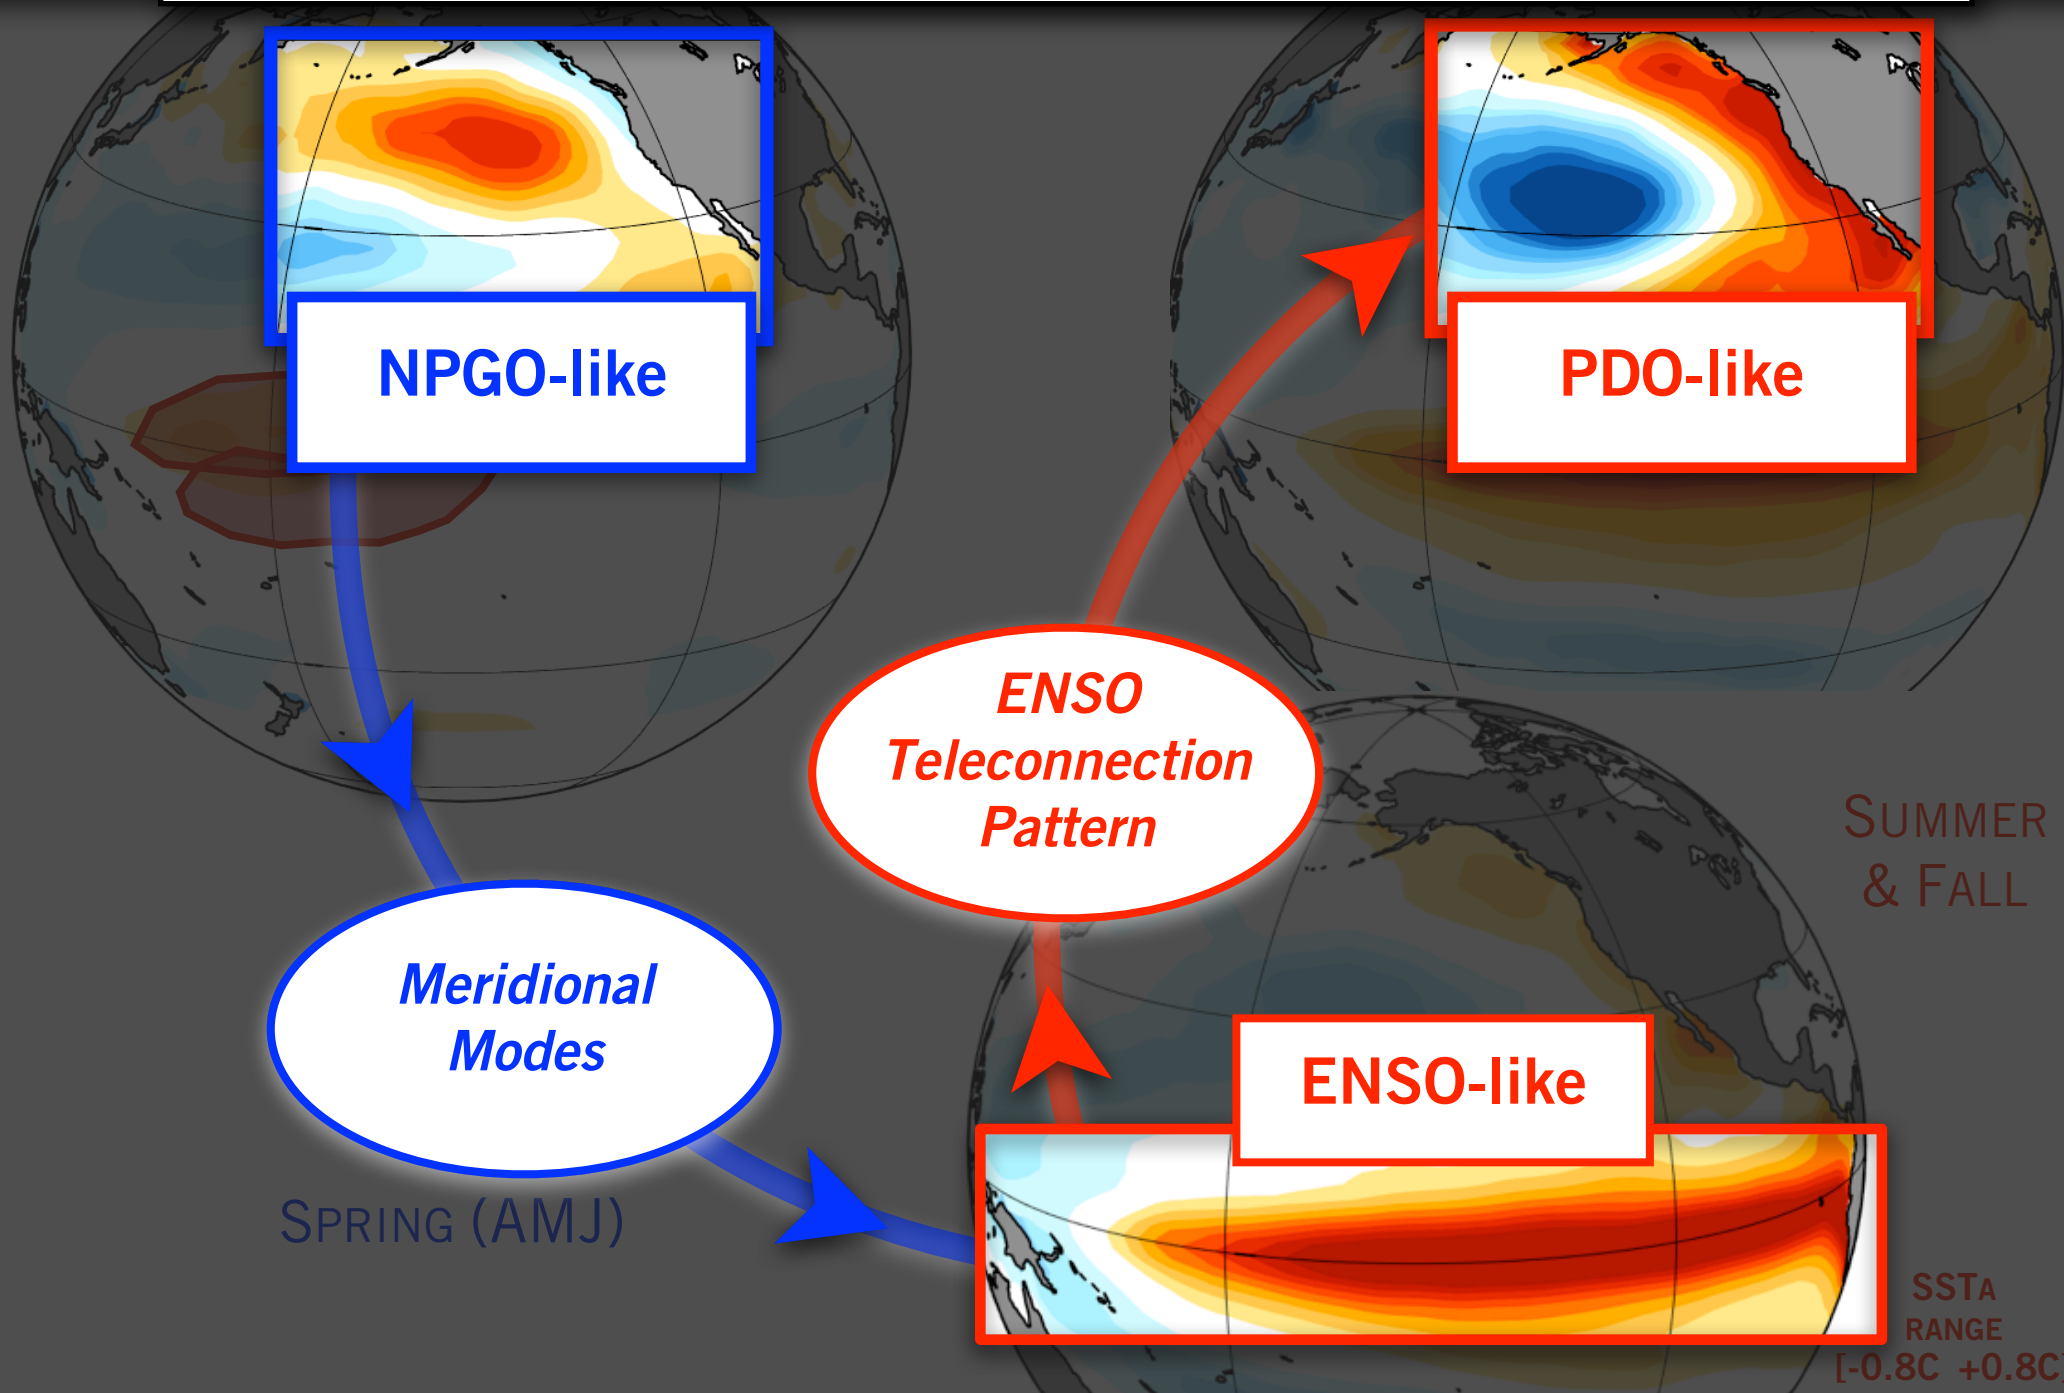 NPGO-like
PDO-like
ENSO
Teleconnection
Pattern
SUMMER
& FALL
Meridional
Modes
ENSO-like
SPRING (AMJ)
SSTA
RANGE
[-0.8C +0.8C]